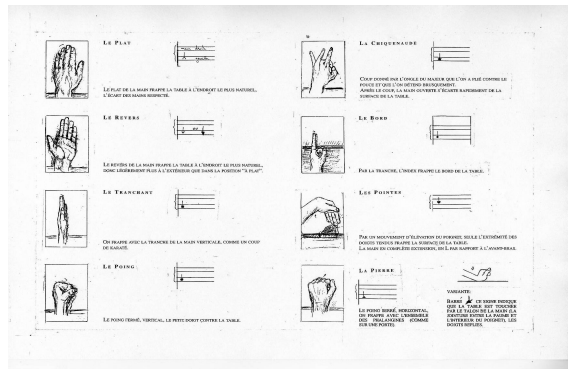 LE PLAT
main droite
LE PLAT DE LA MAIN FRAPPE LA TABLE À L'ENDROIT LE PLUS NATUREL,
L'ÉCART DES MAINS RESPECTÉ.
LE REVERS
LE REVERS DE LA MAIN FRAPPE LA TABLE À L'ENDROIT LE PLUS NATUREL,
DONC LÉGÈREMENT PLUS À L'EXTÉRIEUR QUE DANS LA POSITION "À PLAT".
LE TRANCHANT
ON FRAPPE AVEC LA TRANCHE DE LA MAIN VERTICALE, COMME UN COUP
DE KARATÉ.
LE POING
LE POING FERMÉ, VERTICAL, LE PETIT DOIGT CONTRE LA TABLE.
LA CHIQUENAUDE
COUP DONNÉ PAR L'ONGLE DU MAJEUR QUE L'ON A PLIÉ CONTRE LE
POUCE ET QUE L'ON DÉTEND BRUSQUEMENT.
APRÈS LE COUP, LA MAIN OUVERTE S'ÉCARTE RAPIDEMENT DE LA
SURFACE DE LA TABLE.
LE BORD
PAR LA TRANCHE, L'INDEX FRAPPE LE BORD DE LA TABLE.
LES POINTES
PAR UN MOUVEMENT D'ÉLÉVATION DU POIGNET, SEULE L'EXTRÉMITÉ DES
DOIGTS TENDUS FRAPPE LA SURFACE DE LA TABLE.
LA MAIN EN COMPLÈTE EXTENSION, EN L PAR RAPPORT À L'AVANT-BRAS.
LA PIERRE
LE POING SERRÉ, HORIZONTAL,
ON FRAPPE AVEC L'ENSEMBLE
DES PHALANGINES (COMME
SUR UNE PORTE).
VARIANTE:
BARRÉ CE SIGNE INDIQUE
QUE LA TABLE EST TOUCHÉE
PAR LE TALON DE LA MAIN (LA
JOINTURE ENTRE LA PAUME ET
L'INTÉRIEUR DU POIGNET), LES
DOIGTS REPLIÉS.